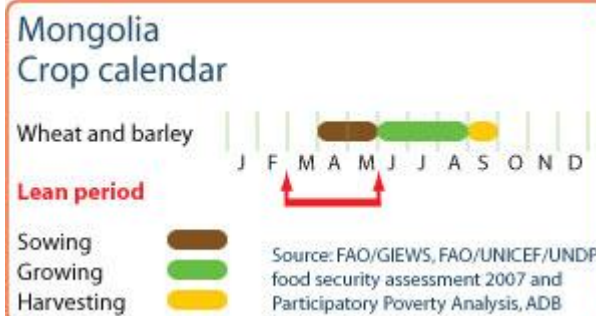 Mongolia
Crop calendar
Wheat and barley
J F M A M J J A S O N D
Lean period
Sowing
Growing
Harvesting
Source: FAO/GIEWS, FAO/UNICEF/UNDP
food security assessment 2007 and
Participatory Poverty Analysis, ADB